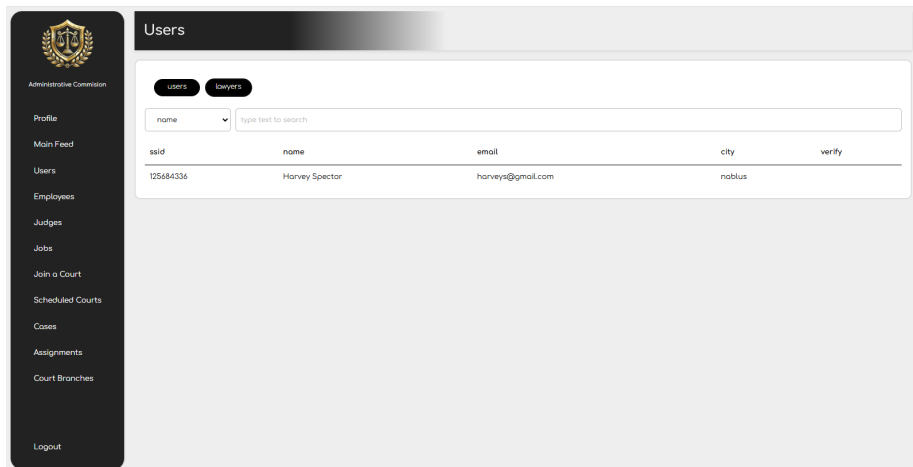 Administrative Commision
Profile
Main Feed
Users
Employees
Judges
Jobs
Join a Court
Scheduled Courts
Cases
Assignments
Court Branches
Logout
Users
users lawyers
name type text to search
ssid name email city verify
125684336 Harvey Spector harveys@gmail.com nablus